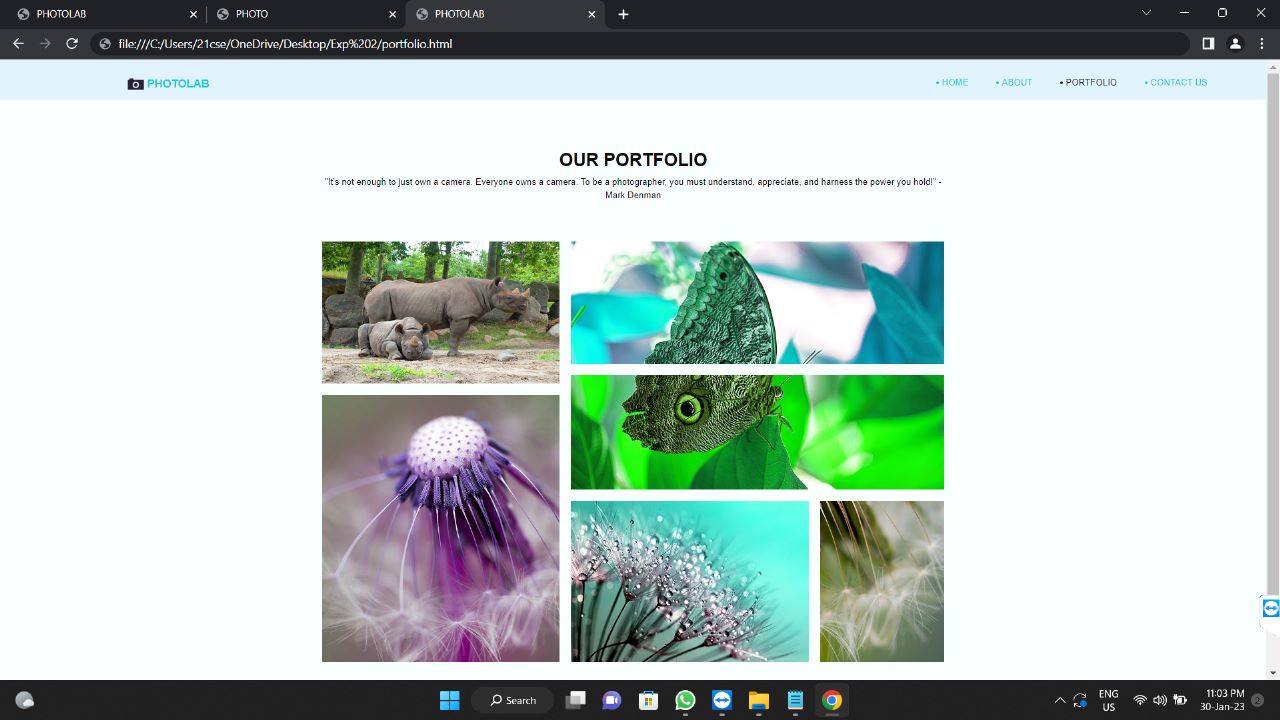 PHOTOLAB
PHOTO
PHOTOLAB
file:///C:/Users/21cse/OneDrive/Desktop/Exp%202/portfolio.html
PHOTOLAB
• HOME
• ABOUT
• PORTFOLIO
• CONTACT US
OUR PORTFOLIO
"It's not enough to just own a camera. Everyone owns a camera. To be a photographer, you must understand, appreciate, and harness the power you hold!" -
Mark Denman
Search
ENG
US
11:03 PM
30-Jan-23
2